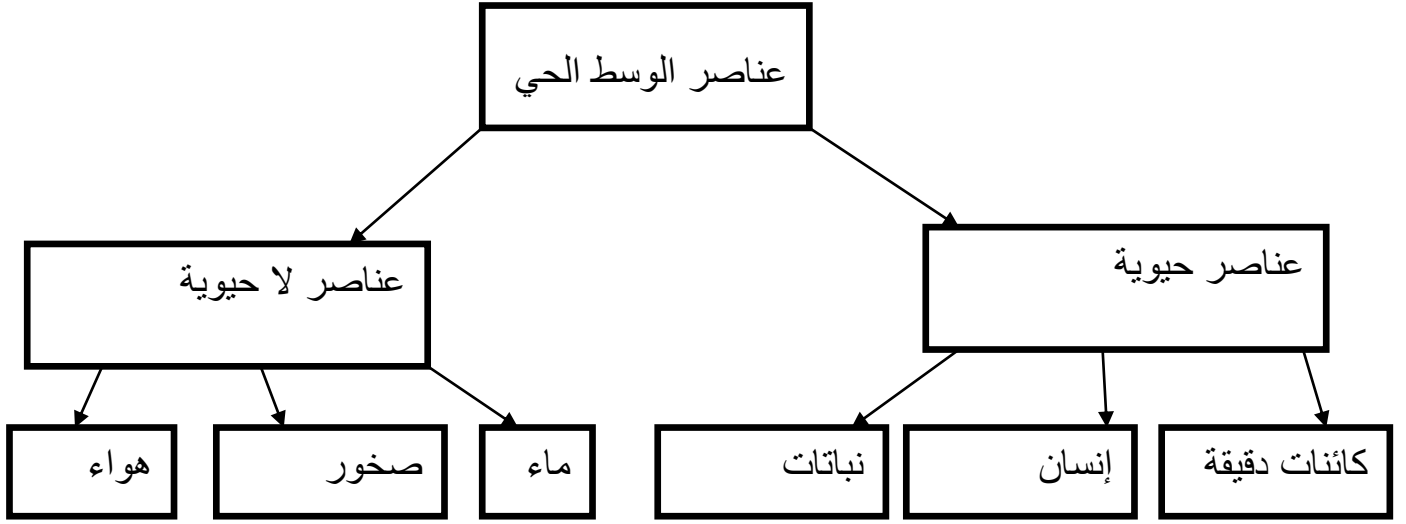 عناصر الوسط الحي
عناصر حيوية
عناصر لا حيوية
كائنات دقيقة
إنسان
نباتات
ماء
صخور
هواء